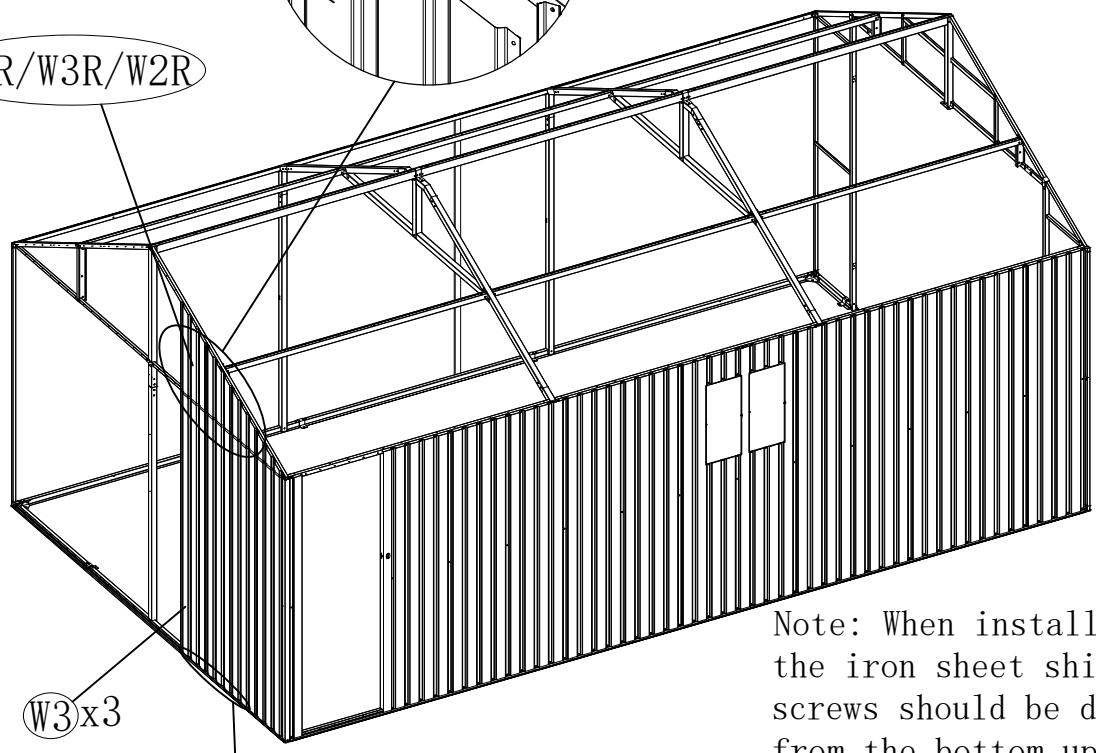 R/W3R/W2R
W3x3
Note: When install
the iron sheet shi
screws should be d
from the bottom up